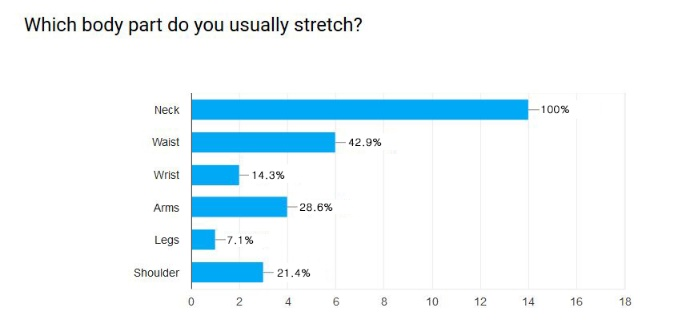 Which body part do you usually stretch?
Neck 100%
Waist 42.9%
Wrist 14.3%
Arms 28.6%
Legs 7.1%
Shoulder 21.4%
0 2 4 6 8 10 12 14 16 18